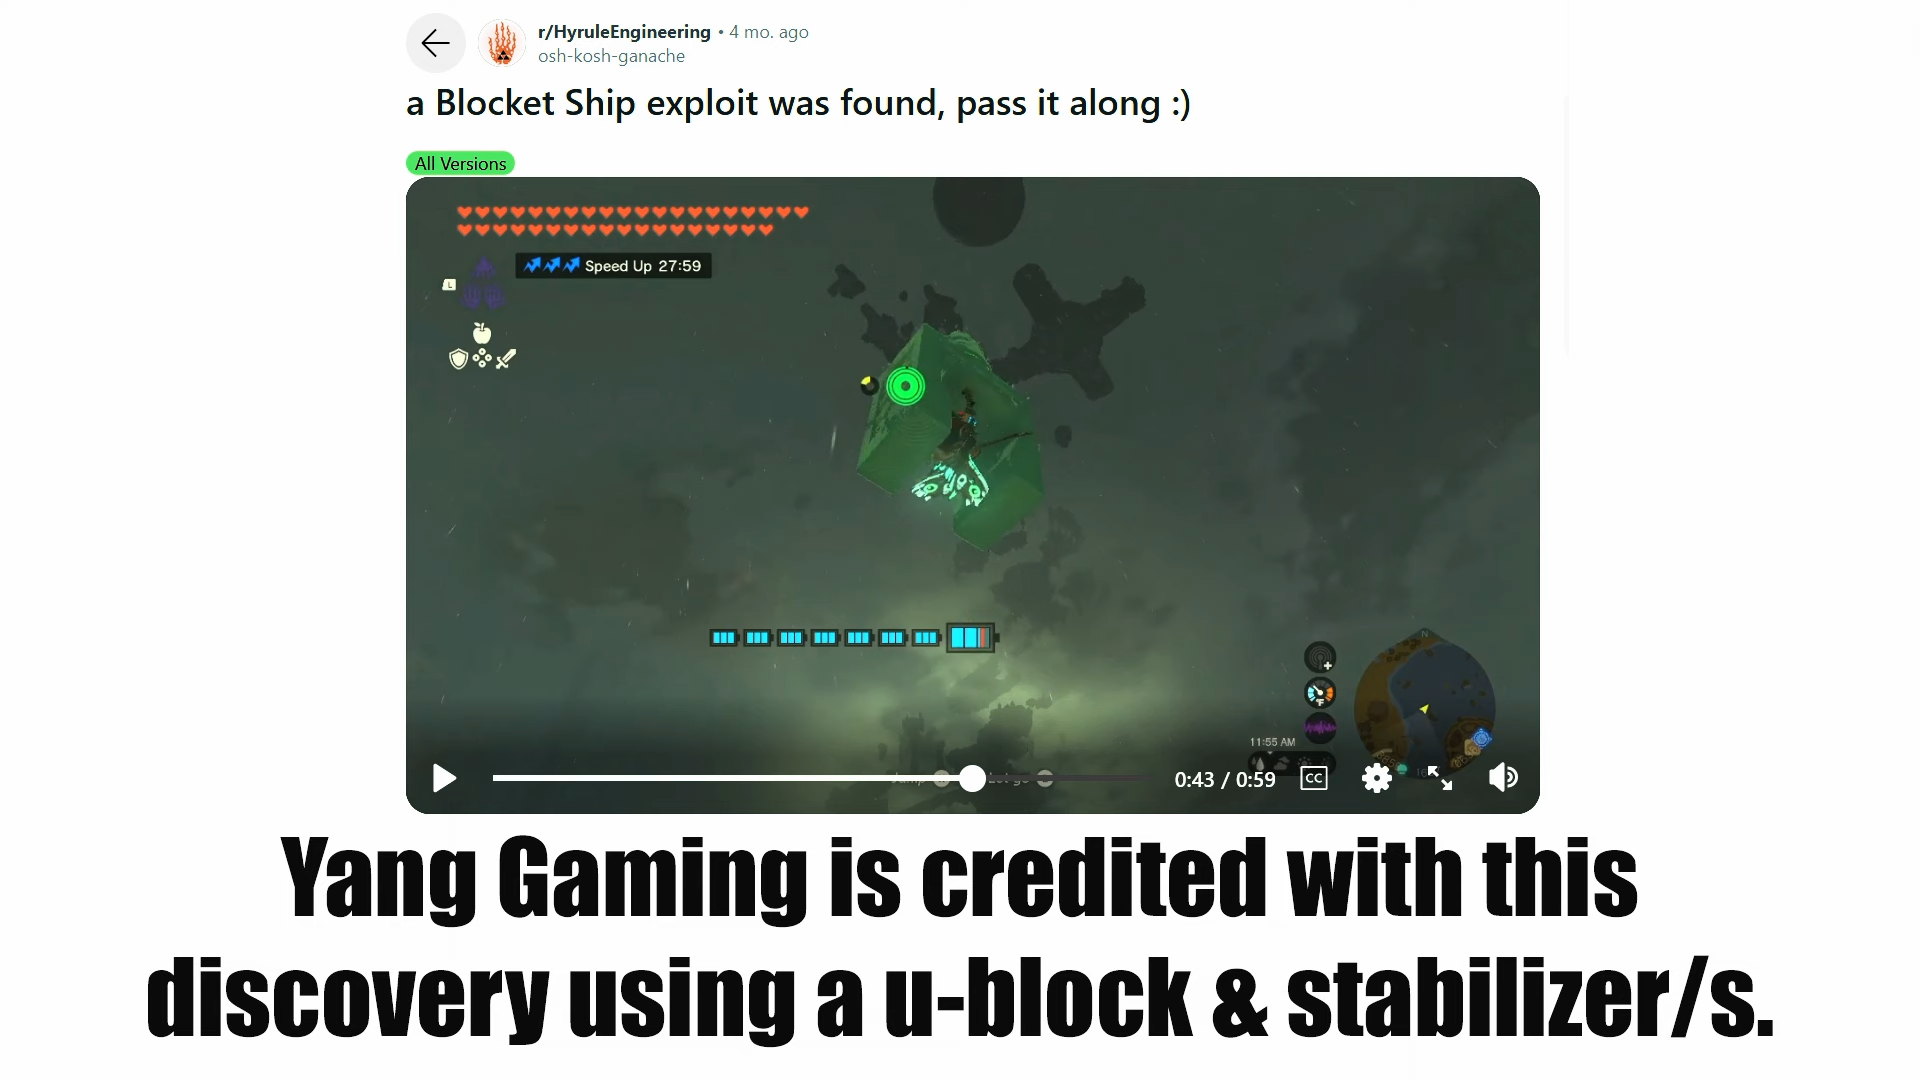 r/HyruleEngineering • 4 mo. ago
osh-kosh-ganache
a Blocket Ship exploit was found, pass it along :)
All Versions
Speed Up 27:59
L
N
11:55 AM
0:43 / 0:59
CC
Yang Gaming is credited with this
discovery using a u-block & stabilizer/s.